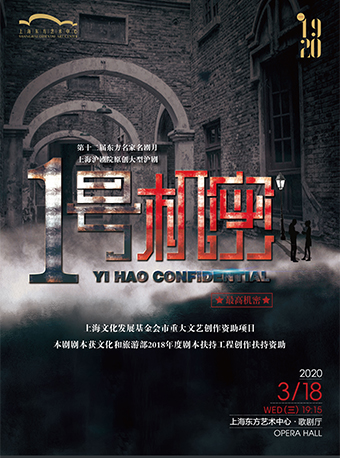 上海东方艺术中心
19
20
第十二届东方名家名剧月
上海沪剧院原创大型沪剧
1号机密
YI HAO CONFIDENTIAL
★最高机密★
上海文化发展基金会市重大文艺创作资助项目
本剧剧本获文化和旅游部2018年度剧本扶持工程创作扶持资助
2020
3/18
WED(三) 19:15
上海东方艺术中心·歌剧厅
OPERA HALL